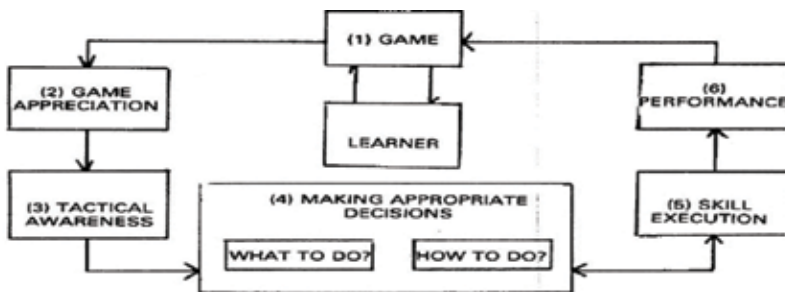 (1) GAME
(2) GAME
APPRECIATION
LEARNER
(3) TACTICAL
AWARENESS
(4) MAKING APPROPRIATE
DECISIONS
WHAT TO DO?
HOW TO DO?
(5) SKILL
EXECUTION
(6)
PERFORMANCE